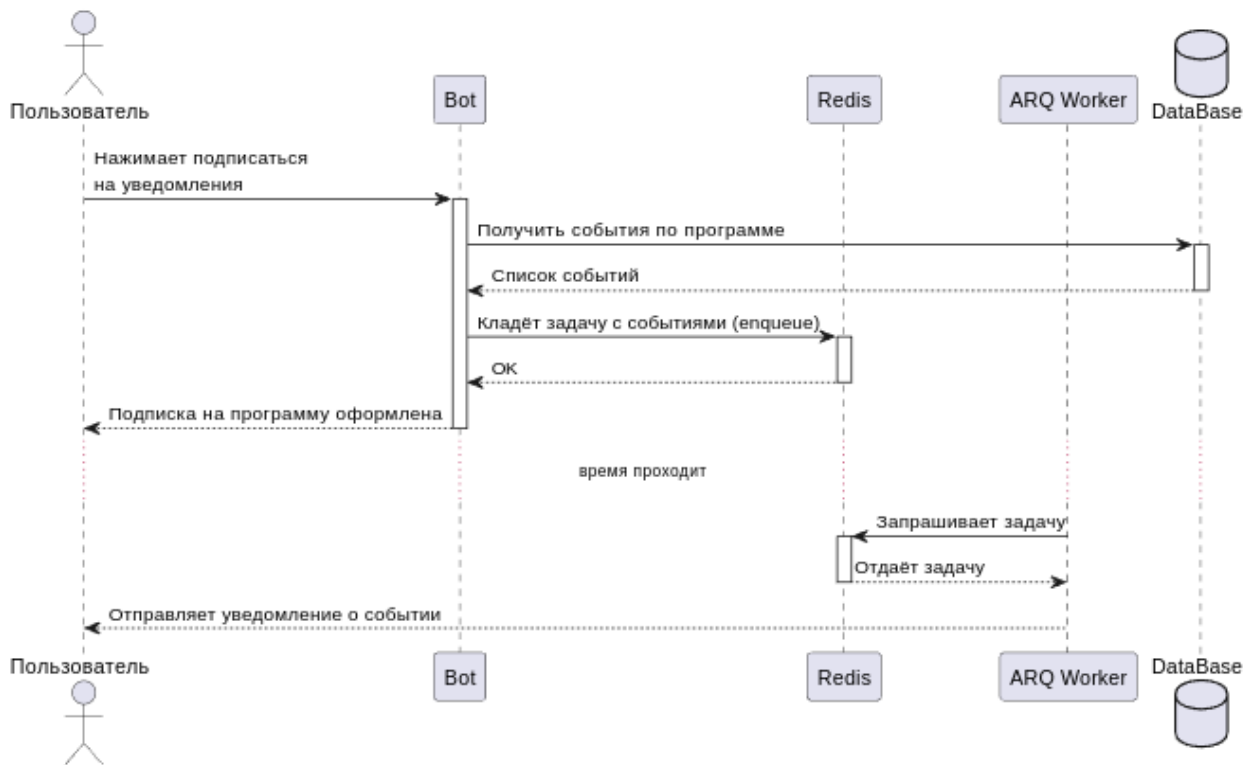 Пользователь
Bot
Redis
ARQ Worker
DataBase
Нажимает подписаться
на уведомления
Получить события по программе
Список событий
Кладёт задачу с событиями (enqueue)
OK
Подписка на программу оформлена
время проходит
Запрашивает задачу
Отдаёт задачу
Отправляет уведомление о событии
Пользователь
Bot
Redis
ARQ Worker
DataBase